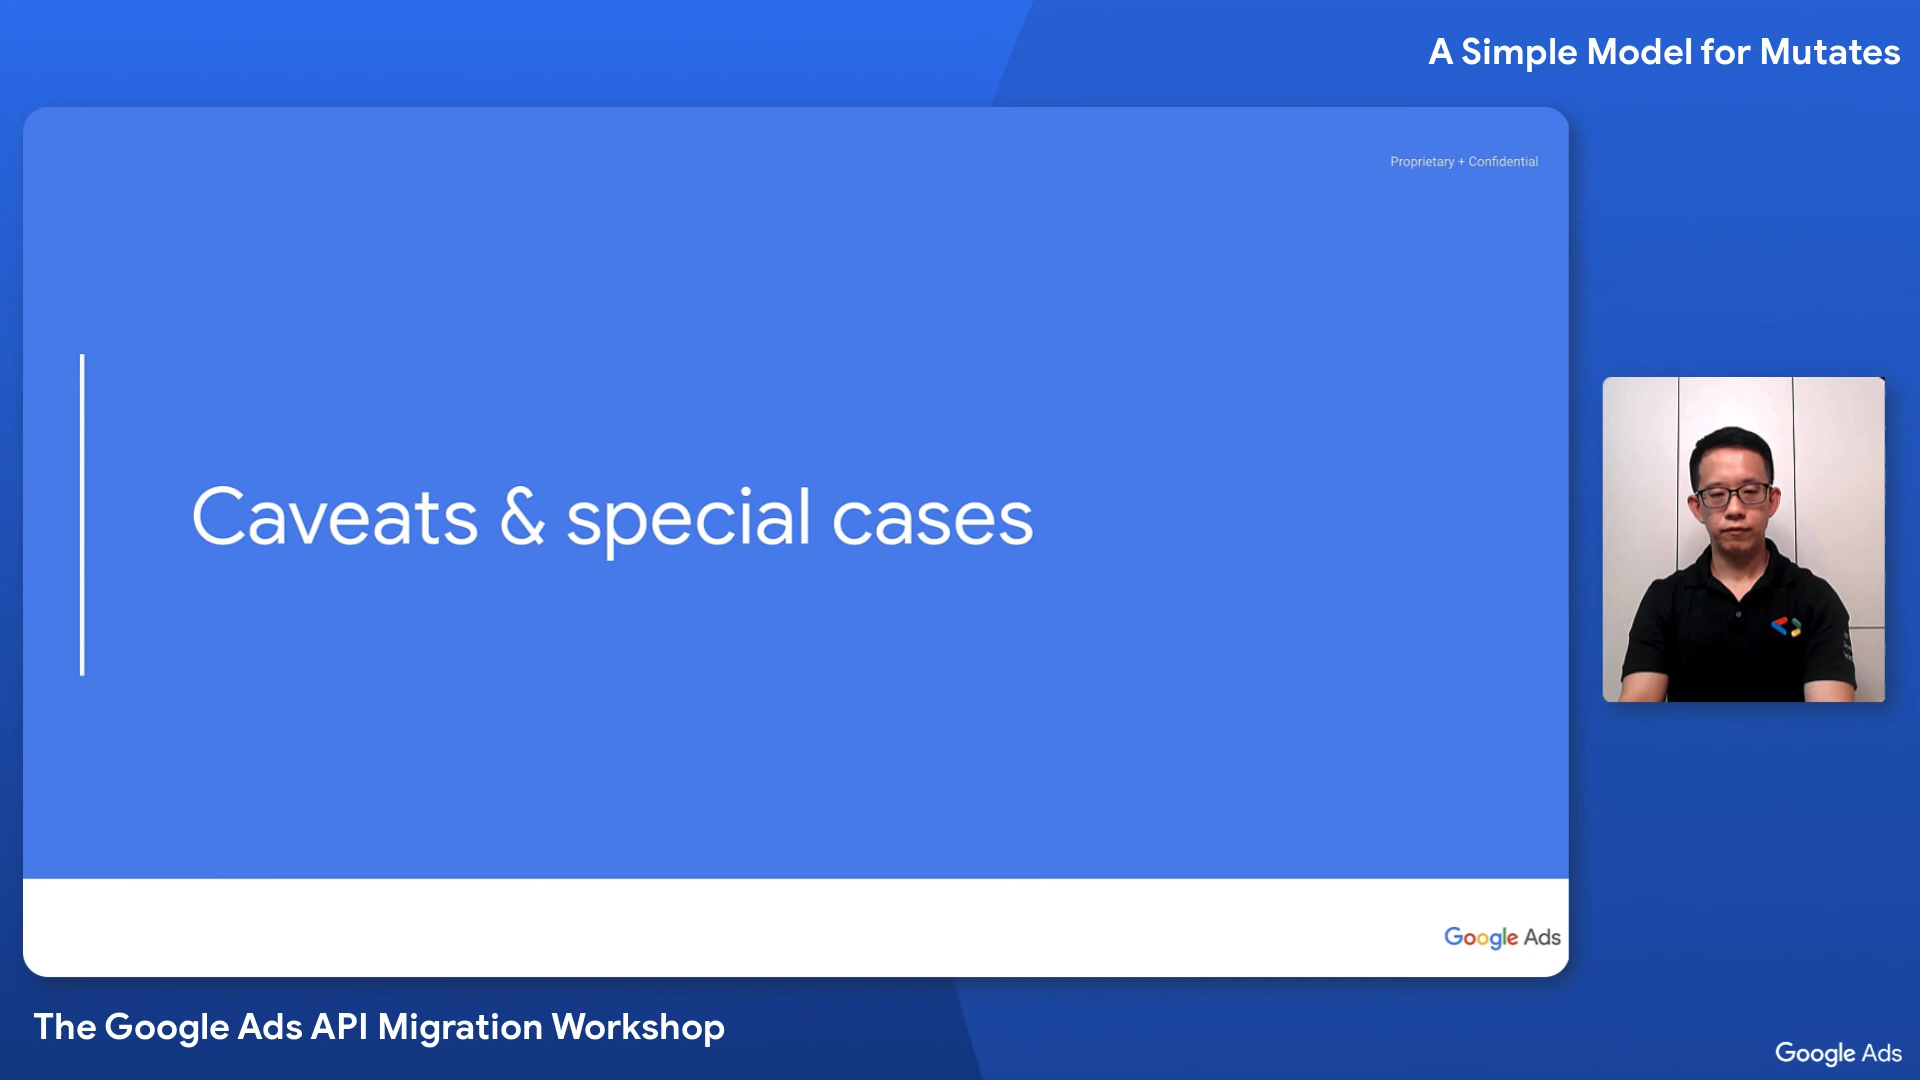 A Simple Model for Mutates
Proprietary + Confidential
Caveats & special cases
Google Ads
The Google Ads API Migration Workshop
Google Ads